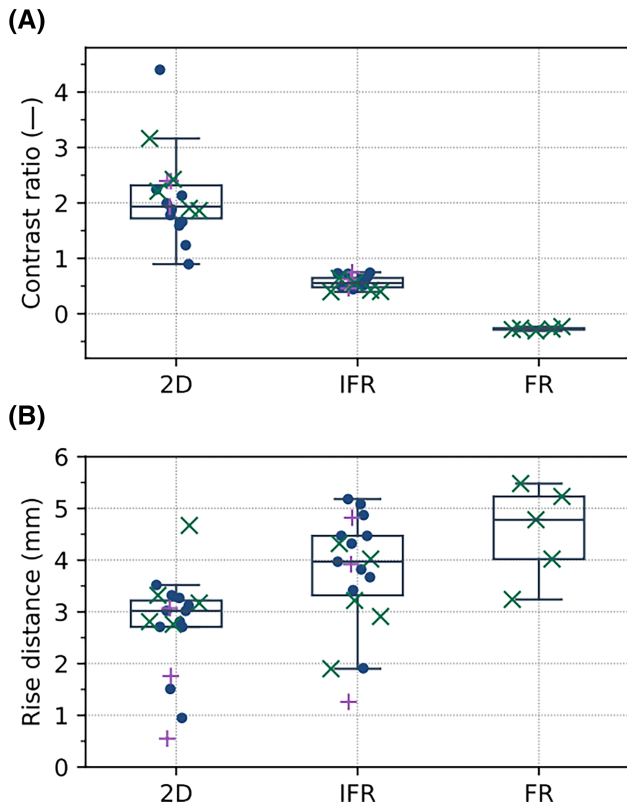 (A)
Contrast ratio (—)
4
3
2
1
0
2D IFR FR
(B)
Rise distance (mm)
6
5
4
3
2
1
0
2D IFR FR